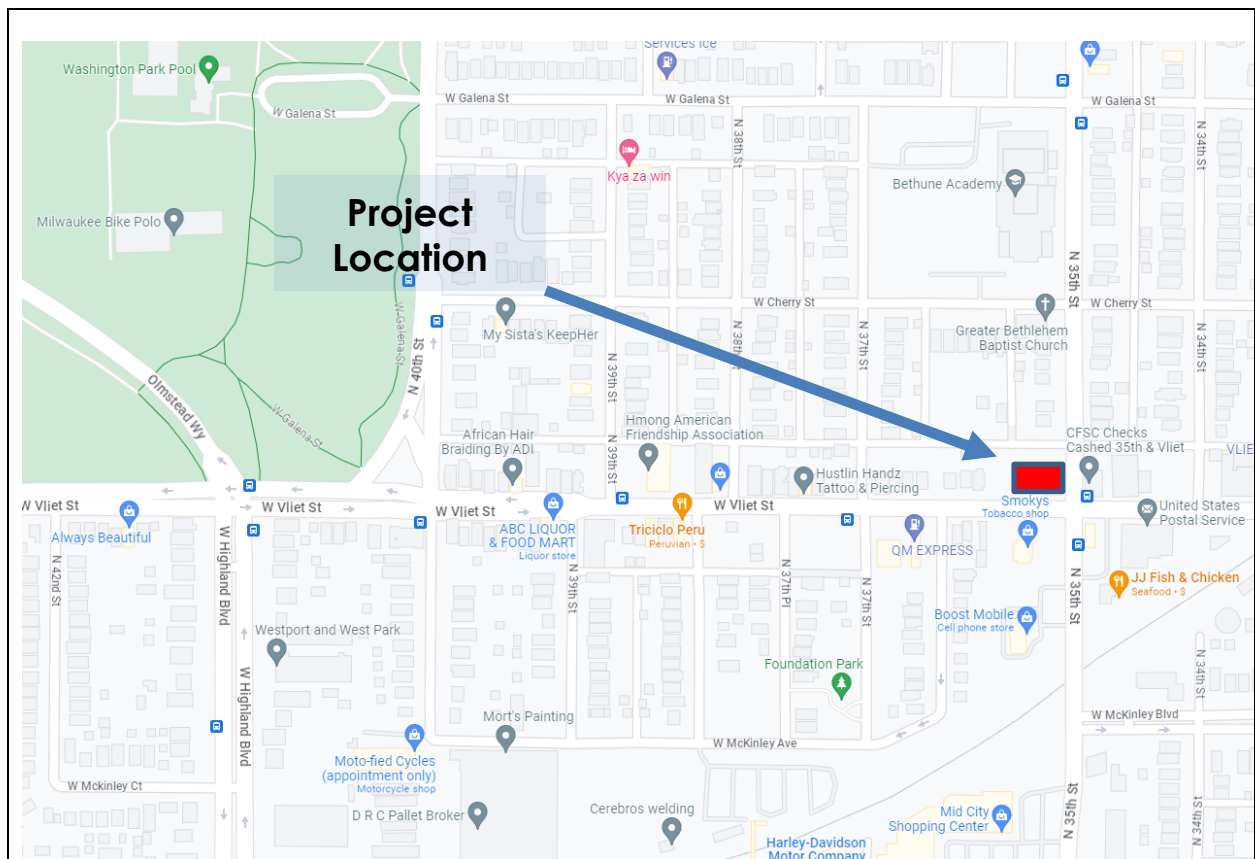 Services Ice
Washington Park Pool
W Galena St
W Galena St
W Galena St
W Galena St
N 38th St
N 34th St
Kya za win
Bethune Academy
Project
Location
Milwaukee Bike Polo
N 35th St
W Cherry St
W Cherry St
My Sista's KeepHer
Greater Bethlehem
Baptist Church
W Galena St
N 40th St
N 39th St
N 38th St
N 37th St
N 34th St
Olmstead Wy
W Galena St
African Hair
Braiding By ADI
Hmong American
Friendship Association
N 39th St
CFSC Checks
Cashed 35th & Vliet
VLIE
Hustlin Handz
Tattoo & Piercing
W Vliet St
W Vliet St
W Vliet St
W Vliet St
Smokys
Tobacco shop
United States
Postal Service
Always Beautiful
ABC LIQUOR
& FOOD MART
Liquor store
Triciclo Peru
Peruvian • $
QM EXPRESS
N 42nd St
W Highland Blvd
N 39th St
N 37th Pl
N 37th St
N 35th St
JJ Fish & Chicken
Seafood • $
Boost Mobile
Cell phone store
Westport and West Park
Foundation Park
N 34th St
W Highland Blvd
Mort's Painting
W McKinley Blvd
W McKinley Ave
Moto-fied Cycles
(appointment only)
Motorcycle shop
W Mckinley Ct
D R C Pallet Broker
Cerebros welding
Mid City
Shopping Center
N 35th St
N 34th St
Harley-Davidson
Motor Company